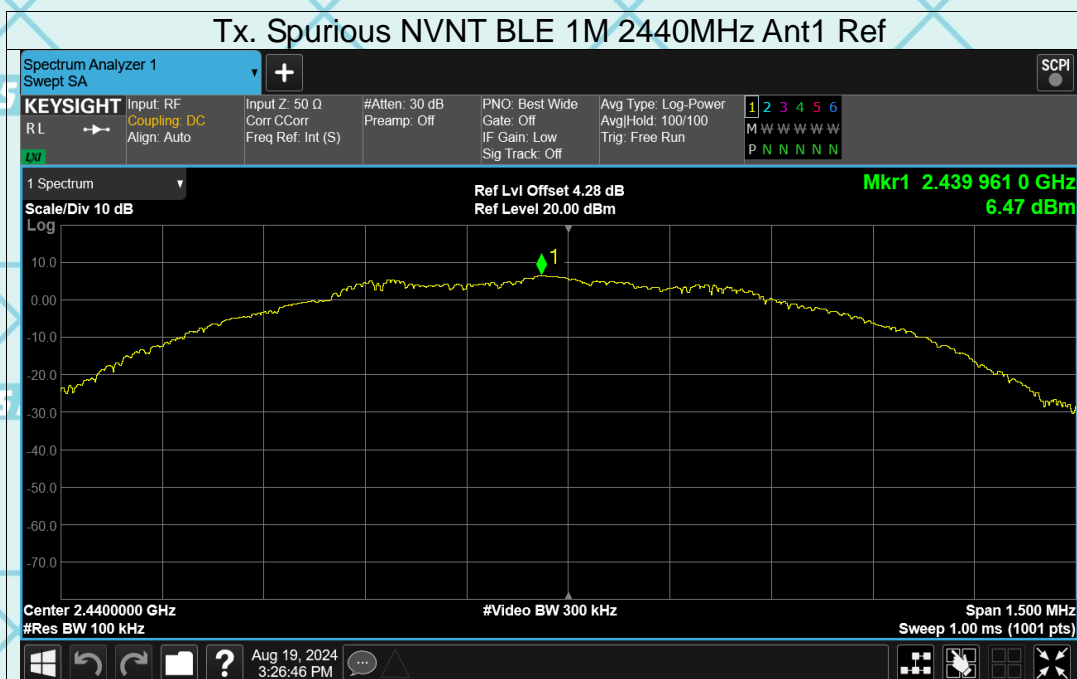 Tx. Spurious NVNT BLE 1M 2440MHz Ant1 Ref
Spectrum Analyzer 1
Swept SA
+
SCPI
KEYSIGHT
R L
LXI
Input: RF
Coupling: DC
Align: Auto
Input Z: 50 Ω
Corr CCorr
Freq Ref: Int (S)
#Atten: 30 dB
Preamp: Off
PNO: Best Wide
Gate: Off
IF Gain: Low
Sig Track: Off
Avg Type: Log-Power
Avg|Hold: 100/100
Trig: Free Run
1 2 3 4 5 6
M W W W W W
P N N N N N
1 Spectrum
Scale/Div 10 dB
Log
Ref Lvl Offset 4.28 dB
Ref Level 20.00 dBm
Mkr1 2.439 961 0 GHz
6.47 dBm
1
10.0
0.00
-10.0
-20.0
-30.0
-40.0
-50.0
-60.0
-70.0
Center 2.4400000 GHz
#Res BW 100 kHz
#Video BW 300 kHz
Span 1.500 MHz
Sweep 1.00 ms (1001 pts)
?
Aug 19, 2024
3:26:46 PM